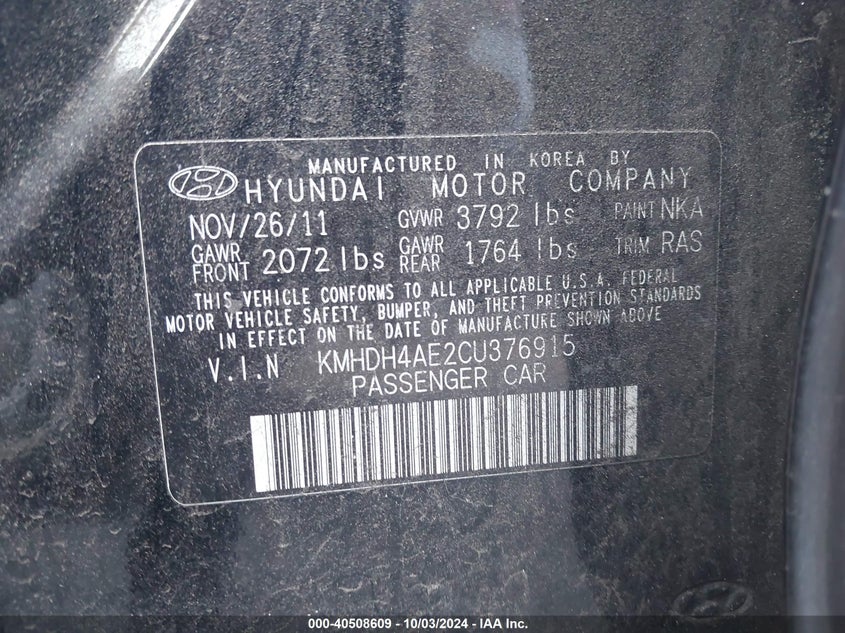 MANUFACTURED IN KOREA BY
HYUNDAI MOTOR COMPANY
NOV/26/11 GVWR 3792 lbs PAINT NKA
GAWR FRONT 2072 lbs GAWR REAR 1764 lbs TRIM RAS
THIS VEHICLE CONFORMS TO ALL APPLICABLE U.S.A. FEDERAL
MOTOR VEHICLE SAFETY, BUMPER, AND THEFT PREVENTION STANDARDS
IN EFFECT ON THE DATE OF MANUFACTURE SHOWN ABOVE
V.I.N KMHDH4AE2CU376915
PASSENGER CAR
000-40508609 - 10/03/2024 - IAA Inc.